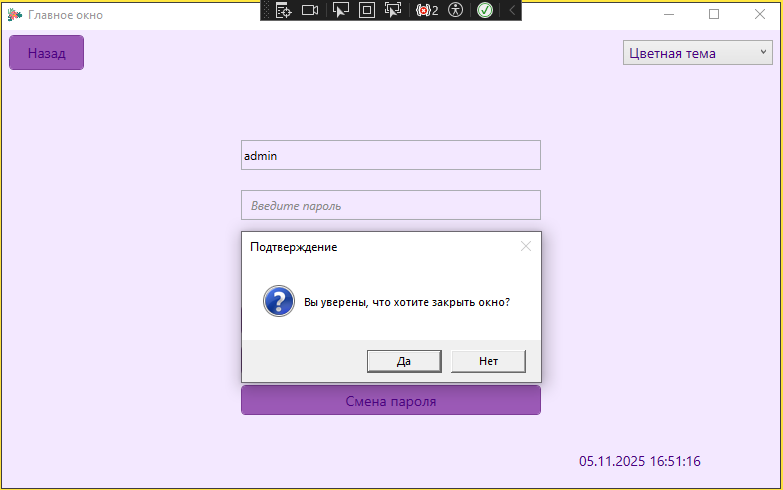 Главное окно
2
Назад
Цветная тема
admin
Введите пароль
Подтверждение
Вы уверены, что хотите закрыть окно?
Да
Нет
Смена пароля
05.11.2025 16:51:16